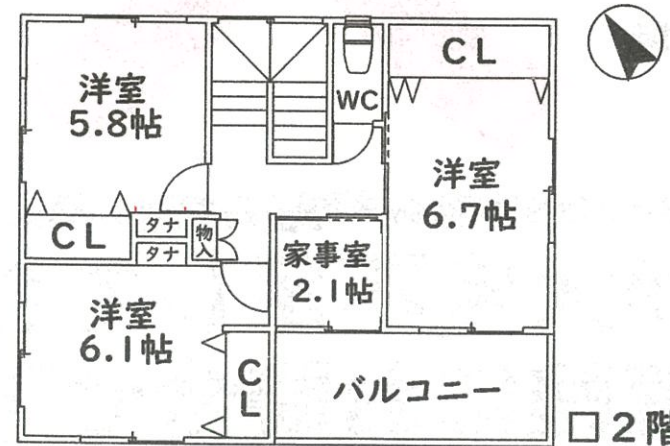 洋室
5.8帖
WC
CL
洋室
6.7帖
CL
タナ
タナ
物入
家事室
2.1帖
洋室
6.1帖
CL
バルコニー
□2階